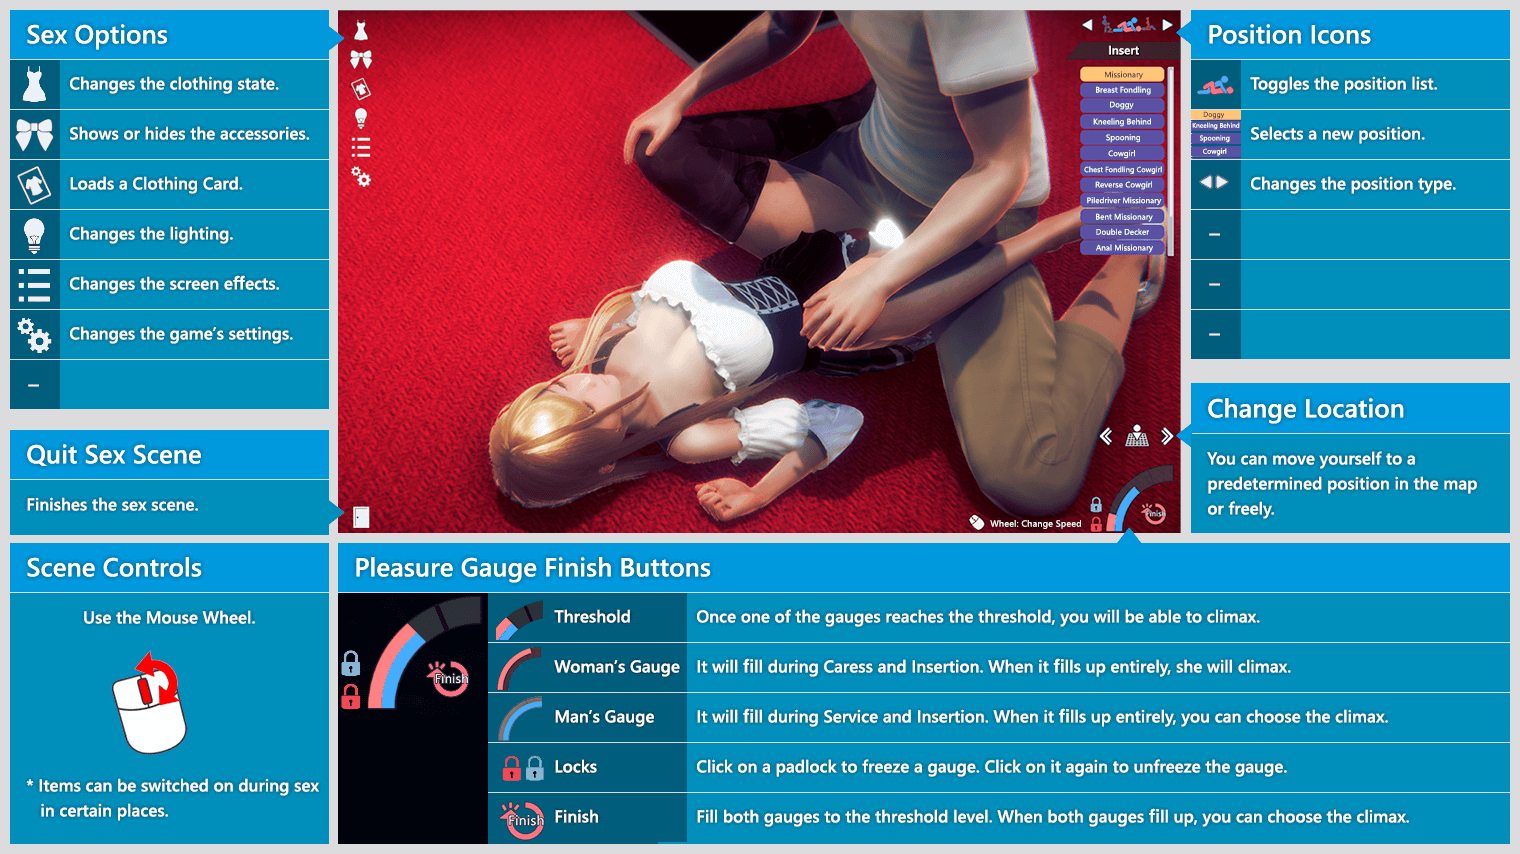 Sex Options
Changes the clothing state.
Shows or hides the accessories.
Loads a Clothing Card.
Changes the lighting.
Changes the screen effects.
Changes the game's settings.
–
Quit Sex Scene
Finishes the sex scene.
Scene Controls
Use the Mouse Wheel.
* Items can be switched on during sex
in certain places.
Insert
Missionary
Breast Fondling
Doggy
Kneeling Behind
Spooning
Cowgirl
Chest Fondling Cowgirl
Reverse Cowgirl
Piledriver Missionary
Bent Missionary
Double Decker
Anal Missionary
Wheel: Change Speed
Finish
Position Icons
Toggles the position list.
Doggy
Kneeling Behind
Spooning
Cowgirl
Selects a new position.
Changes the position type.
–
–
–
Change Location
You can move yourself to a
predetermined position in the map
or freely.
Pleasure Gauge Finish Buttons
Finish
Threshold
Once one of the gauges reaches the threshold, you will be able to climax.
Woman's Gauge
It will fill during Caress and Insertion. When it fills up entirely, she will climax.
Man's Gauge
It will fill during Service and Insertion. When it fills up entirely, you can choose the climax.
Locks
Click on a padlock to freeze a gauge. Click on it again to unfreeze the gauge.
Finish
Finish
Fill both gauges to the threshold level. When both gauges fill up, you can choose the climax.